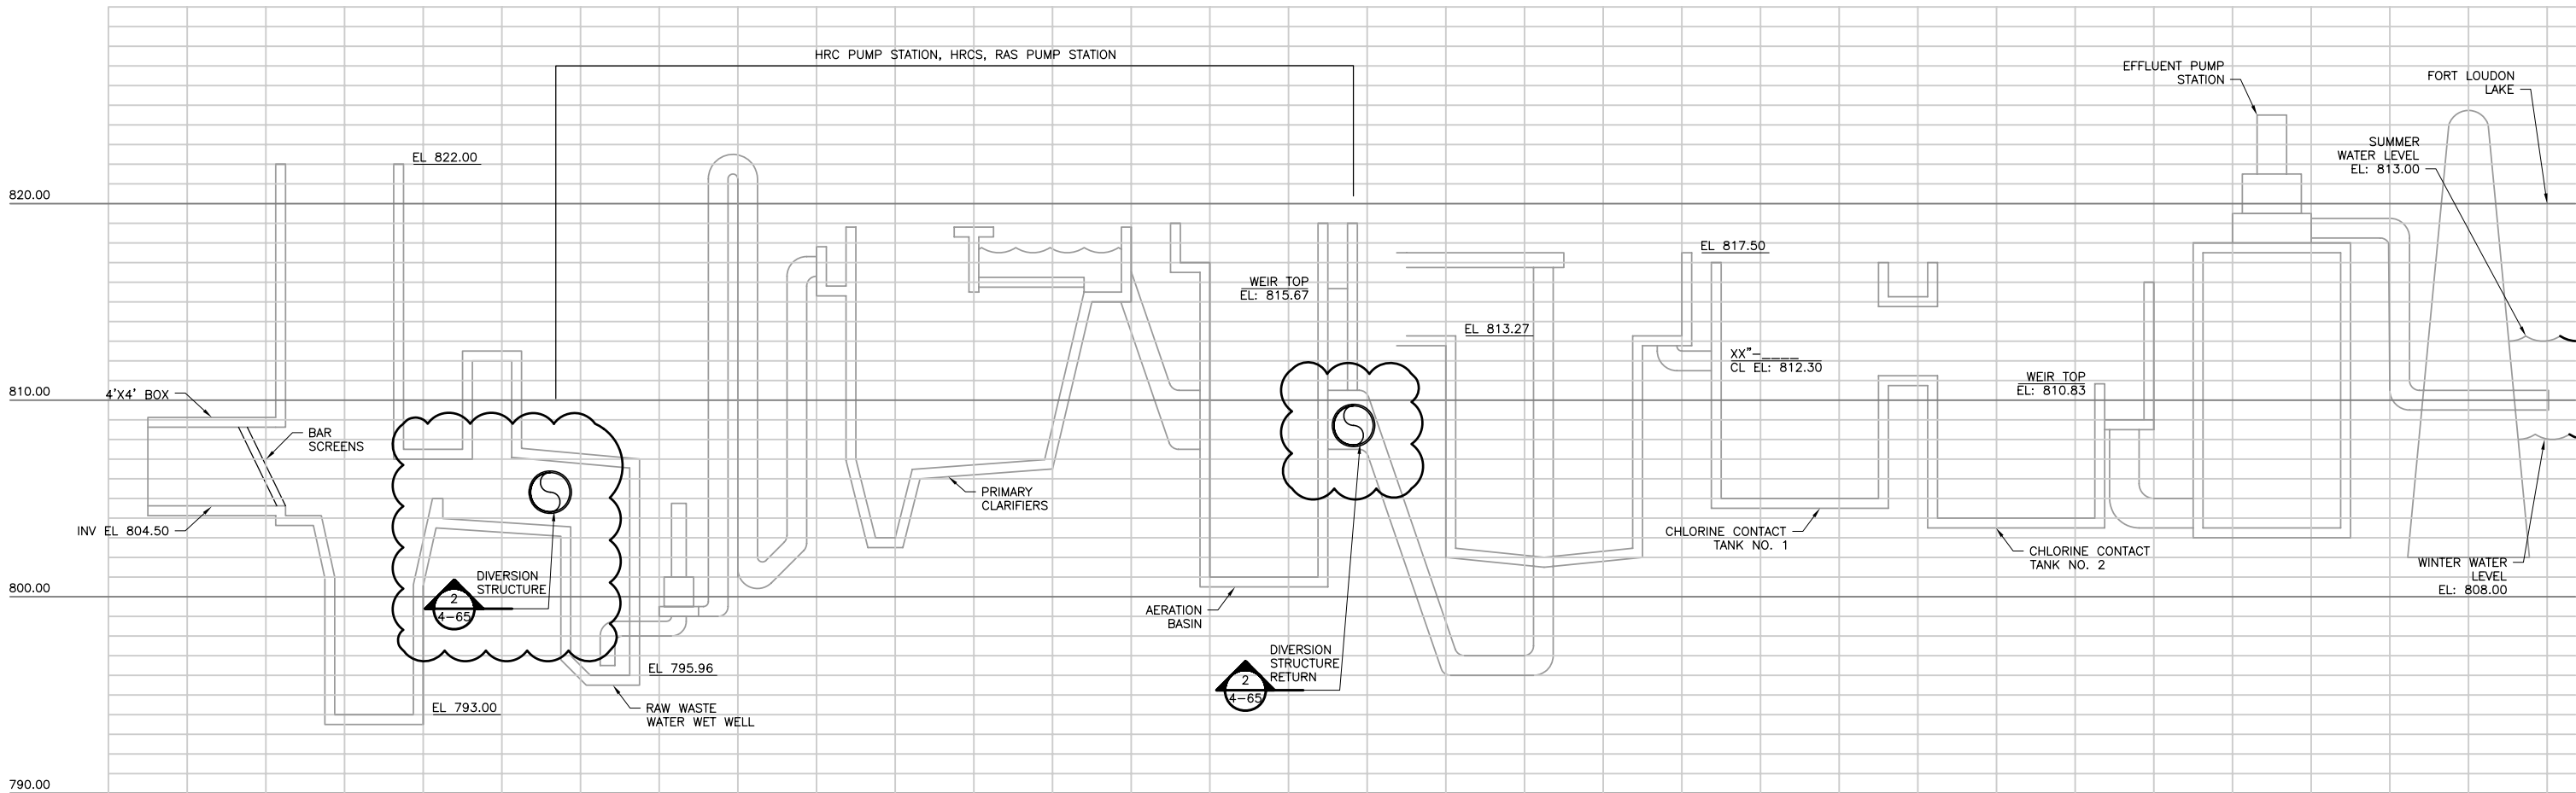 HRC PUMP STATION, HRCS, RAS PUMP STATION
EFFLUENT PUMP
STATION
FORT LOUDON
LAKE
SUMMER
WATER LEVEL
EL: 813.00
EL 822.00
820.00
EL 817.50
WEIR TOP
EL: 815.67
EL 813.27
XX"-____
CL EL: 812.30
WEIR TOP
EL: 810.83
810.00
4'X4' BOX
BAR
SCREENS
PRIMARY
CLARIFIERS
INV EL 804.50
CHLORINE CONTACT
TANK NO. 1
CHLORINE CONTACT
TANK NO. 2
WINTER WATER
LEVEL
EL: 808.00
800.00
DIVERSION
STRUCTURE
2
4-65
AERATION
BASIN
DIVERSION
STRUCTURE
RETURN
2
4-65
EL 795.96
EL 793.00
RAW WASTE
WATER WET WELL
790.00